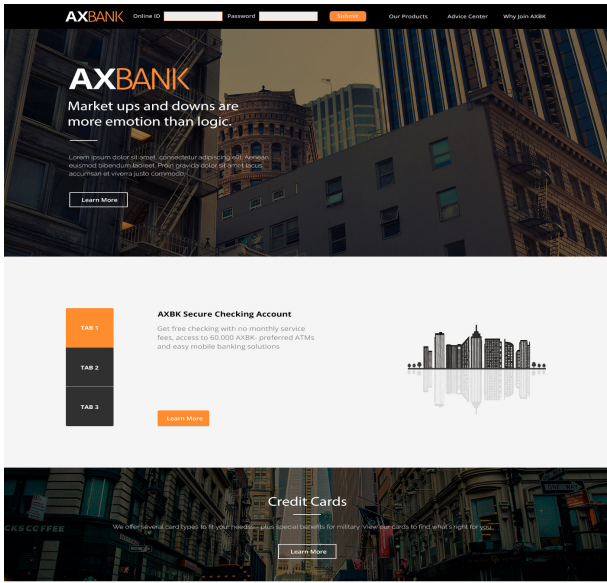 AXBANK Online ID Password Submit Our Products Advice Center Why Join AXBK
AXBANK
Market ups and downs are
more emotion than logic.
Lorem ipsum dolor sit amet, consectetur adipiscing elit. Aenean
euismod bibendum laoreet. Proin gravida dolor sit amet lacus
accumsan et viverra justo commodo.
Learn More
TAB 1
TAB 2
TAB 3
AXBK Secure Checking Account
Get free checking with no monthly service
fees, access to 60,000 AXBK- preferred ATMs
and easy mobile banking solutions
Learn More
Credit Cards
CKS COFFEE
We offer several card types to fit your needs— plus special benefits for military. View our cards to find what's right for you.
Learn More